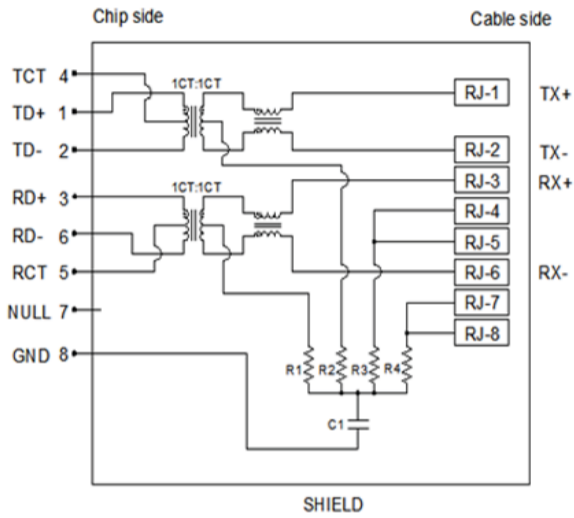 Chip side
Cable side
TCT 4
1CT:1CT
RJ-1 TX+
TD+ 1
TD- 2
RJ-2 TX-
RJ-3 RX+
1CT:1CT
RD+ 3
RJ-4
RD- 6
RJ-5
RCT 5
RJ-6 RX-
NULL 7
RJ-7
RJ-8
GND 8
R1 R2 R3 R4
C1
SHIELD